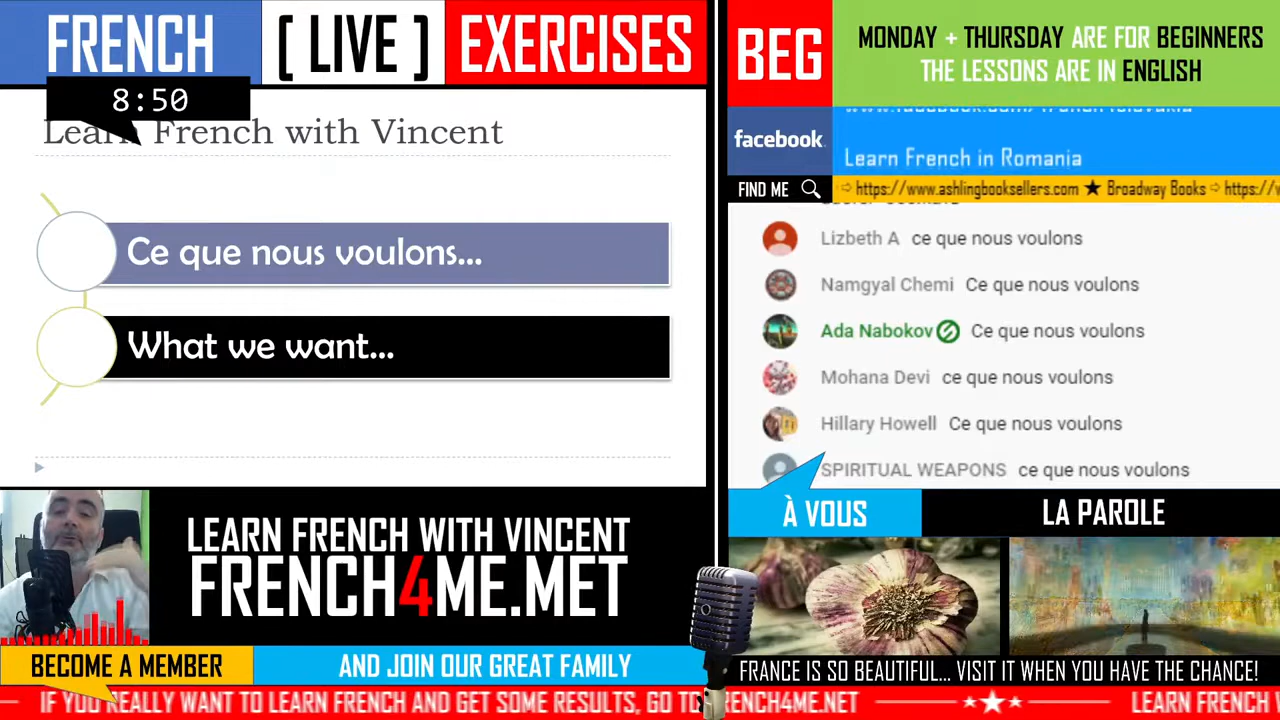 FRENCH
[ LIVE ]
EXERCISES
8:50
Learn French with Vincent
Ce que nous voulons...
What we want...
LEARN FRENCH WITH VINCENT
FRENCH4ME.MET
BECOME A MEMBER
AND JOIN OUR GREAT FAMILY
BEG
MONDAY + THURSDAY ARE FOR BEGINNERS
THE LESSONS ARE IN ENGLISH
facebook.
Learn French in Romania
FIND ME
https://www.ashlingbooksellers.com ★ Broadway Books ⇨ https://
Lizbeth A ce que nous voulons
Namgyal Chemi Ce que nous voulons
Ada Nabokov Ce que nous voulons
Mohana Devi ce que nous voulons
Hillary Howell Ce que nous voulons
SPIRITUAL WEAPONS ce que nous voulons
À VOUS
LA PAROLE
FRANCE IS SO BEAUTIFUL... VISIT IT WHEN YOU HAVE THE CHANCE!
IF YOU REALLY WANT TO LEARN FRENCH AND GET SOME RESULTS, GO TO FRENCH4ME.NET ★ LEARN FRENCH